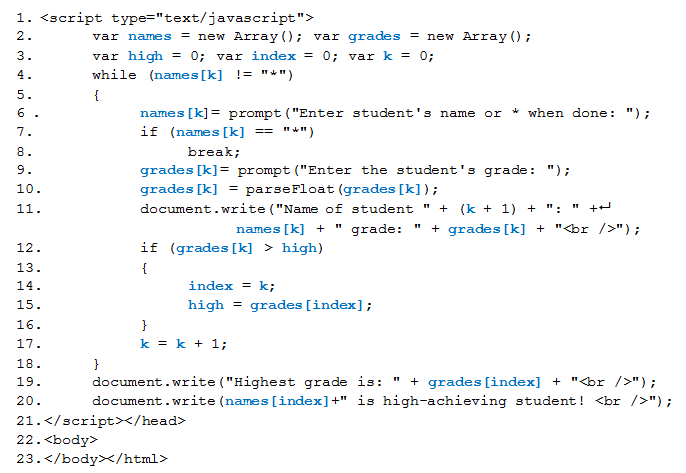 1. <script type="text/javascript">
2. var names = new Array(); var grades = new Array();
3. var high = 0; var index = 0; var k = 0;
4. while (names[k] != "*")
5. {
6 . names[k]= prompt("Enter student's name or * when done: ");
7. if (names[k] == "*")
8. break;
9. grades[k]= prompt("Enter the student's grade: ");
10. grades[k] = parseFloat(grades[k]);
11. document.write("Name of student " + (k + 1) + ": " +↵
names[k] + " grade: " + grades[k] + "<br />");
12. if (grades[k] > high)
13. {
14. index = k;
15. high = grades[index];
16. }
17. k = k + 1;
18. }
19. document.write("Highest grade is: " + grades[index] + "<br />");
20. document.write(names[index]+" is high-achieving student! <br />");
21.</script></head>
22.<body>
23.</body></html>